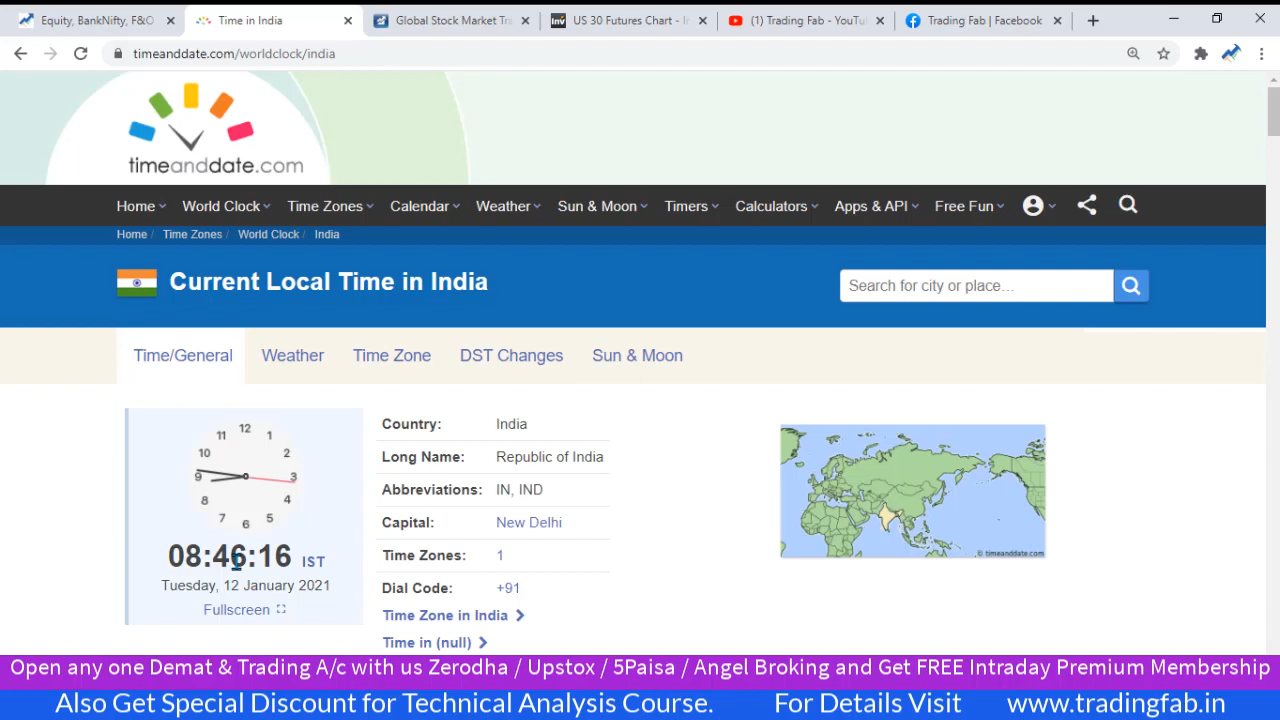 Equity, BankNifty, F&O
Time in India
Global Stock Market Tra
US 30 Futures Chart - In
(1) Trading Fab - YouTu
Trading Fab | Facebook
timeanddate.com/worldclock/india
timeanddate.com
Home
World Clock
Time Zones
Calendar
Weather
Sun & Moon
Timers
Calculators
Apps & API
Free Fun
Home / Time Zones / World Clock / India
Current Local Time in India
Search for city or place...
Time/General
Weather
Time Zone
DST Changes
Sun & Moon
12
1
2
3
4
5
6
7
8
9
10
11
08:46:16 IST
Tuesday, 12 January 2021
Fullscreen
Country: India
Long Name: Republic of India
Abbreviations: IN, IND
Capital: New Delhi
Time Zones: 1
Dial Code: +91
Time Zone in India
Time in (null)
© timeanddate.com
Open any one Demat & Trading A/c with us Zerodha / Upstox / 5Paisa / Angel Broking and Get FREE Intraday Premium Membership
Also Get Special Discount for Technical Analysis Course. For Details Visit www.tradingfab.in